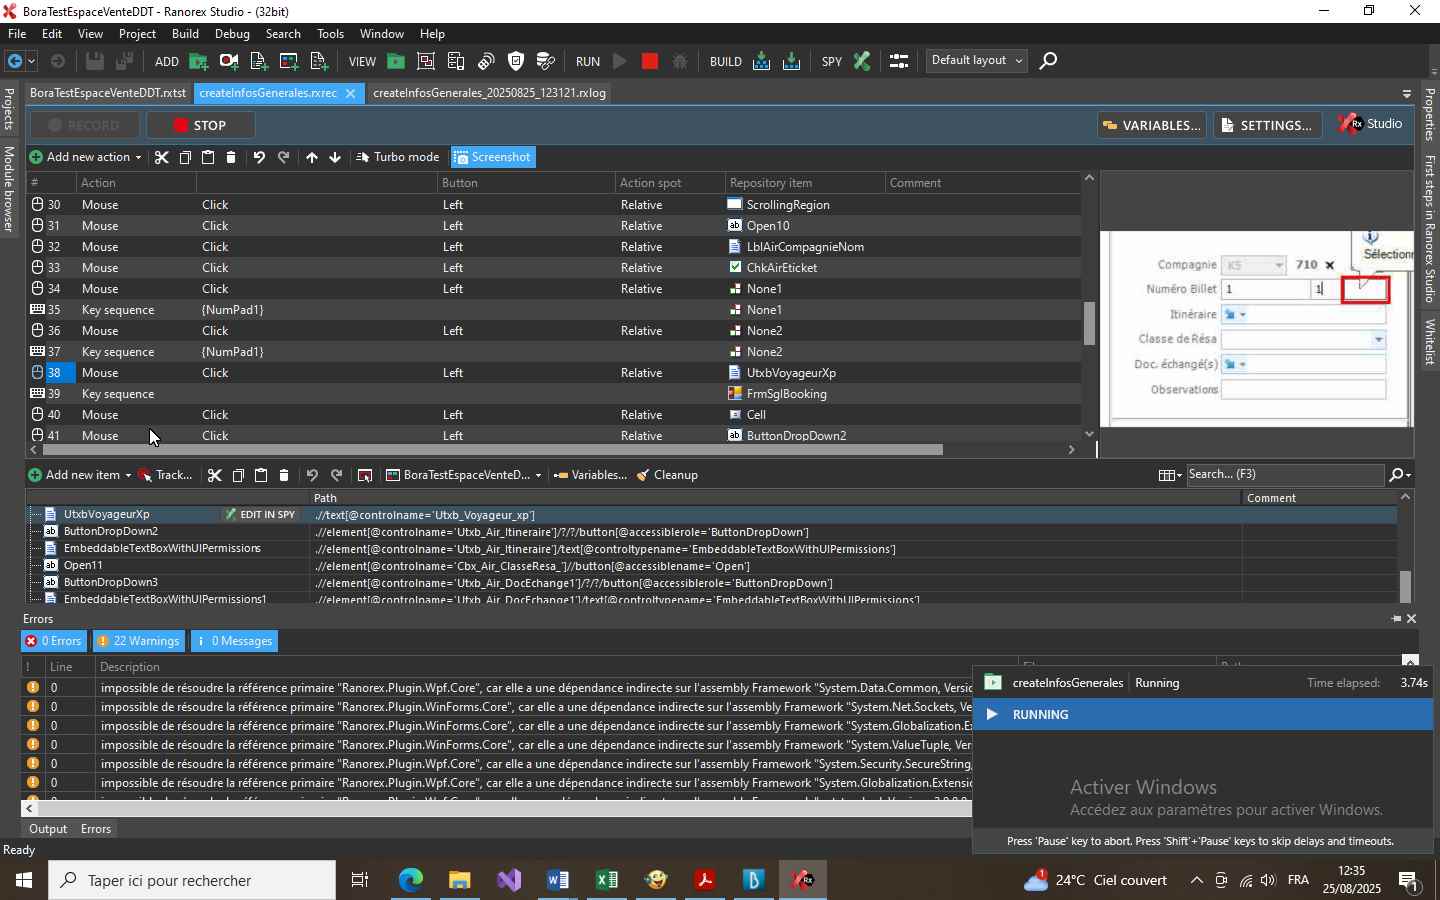 BoraTestEspaceVenteDDT - Ranorex Studio - (32bit)
File Edit View Project Build Debug Search Tools Window Help
ADD VIEW RUN BUILD SPY Default layout
Projects
Module browser
BoraTestEspaceVenteDDT.rxtst createInfosGenerales.rxrec createInfosGenerales_20250825_123121.rxlog
RECORD STOP VARIABLES... SETTINGS... Rx Studio
Add new action Turbo mode Screenshot
# Action Button Action spot Repository item Comment
30 Mouse Click Left Relative ScrollingRegion
31 Mouse Click Left Relative Open10
32 Mouse Click Left Relative LblAirCompagnieNom
33 Mouse Click Left Relative ChkAirEticket
34 Mouse Click Left Relative None1
35 Key sequence {NumPad1} None1
36 Mouse Click Left Relative None2
37 Key sequence {NumPad1} None2
38 Mouse Click Left Relative UtxbVoyageurXp
39 Key sequence FrmSglBooking
40 Mouse Click Left Relative Cell
41 Mouse Click Left Relative ButtonDropDown2
Sélectionn
Compagnie K5 710
Numéro Billet 1 1
Itinéraire
Classe de Résa
Doc. échangé(s)
Observations
Properties
First steps in Ranorex Studio
Whitelist
Add new item Track... BoraTestEspaceVenteD... Variables... Cleanup Search... (F3)
Path Comment
UtxbVoyageurXp EDIT IN SPY .//text[@controlname='Utxb_Voyageur_xp']
ButtonDropDown2 .//element[@controlname='Utxb_Air_Itineraire']/?/?/button[@accessiblerole='ButtonDropDown']
EmbeddableTextBoxWithUIPermissions .//element[@controlname='Utxb_Air_Itineraire']/text[@controltypename='EmbeddableTextBoxWithUIPermissions']
Open11 .//element[@controlname='Cbx_Air_ClasseResa_']//button[@accessiblename='Open']
ButtonDropDown3 .//element[@controlname='Utxb_Air_DocEchange1']/?/?/button[@accessiblerole='ButtonDropDown']
EmbeddableTextBoxWithUIPermissions1 .//element[@controlname='Utxb_Air_DocEchange1']/text[@controltypename='EmbeddableTextBoxWithUIPermissions']
Errors
0 Errors 22 Warnings 0 Messages
! Line Description
0 impossible de résoudre la référence primaire "Ranorex.Plugin.Wpf.Core", car elle a une dépendance indirecte sur l'assembly Framework "System.Data.Common, Versio
0 impossible de résoudre la référence primaire "Ranorex.Plugin.WinForms.Core", car elle a une dépendance indirecte sur l'assembly Framework "System.Net.Sockets, Ve
0 impossible de résoudre la référence primaire "Ranorex.Plugin.WinForms.Core", car elle a une dépendance indirecte sur l'assembly Framework "System.Globalization.Ex
0 impossible de résoudre la référence primaire "Ranorex.Plugin.WinForms.Core", car elle a une dépendance indirecte sur l'assembly Framework "System.ValueTuple, Ver
0 impossible de résoudre la référence primaire "Ranorex.Plugin.Wpf.Core", car elle a une dépendance indirecte sur l'assembly Framework "System.Security.SecureString,
0 impossible de résoudre la référence primaire "Ranorex.Plugin.Wpf.Core", car elle a une dépendance indirecte sur l'assembly Framework "System.Globalization.Extensio
createInfosGenerales Running Time elapsed: 3.74s
RUNNING
Activer Windows
Accédez aux paramètres pour activer Windows.
Press 'Pause' key to abort. Press 'Shift'+'Pause' keys to skip delays and timeouts.
Output Errors
Ready
Taper ici pour rechercher
1 24°C Ciel couvert FRA 12:35
25/08/2025 1